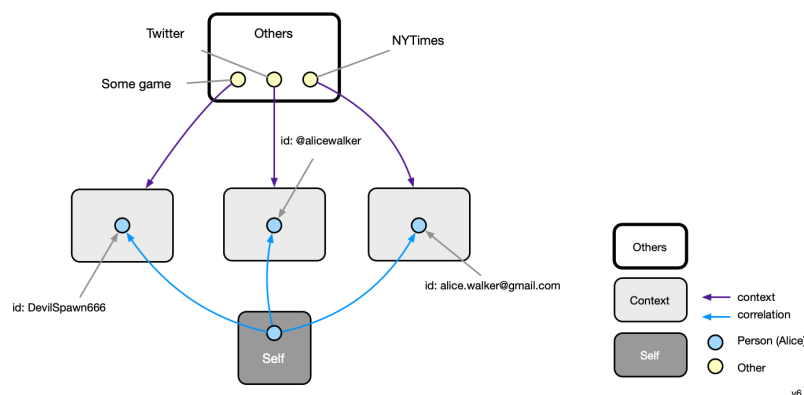 Twitter
Others
NYTimes
Some game
id: @alicewalker
id: DevilSpawn666
id: alice.walker@gmail.com
Self
Others
Context
context
correlation
Self
Person (Alice)
Other
v6